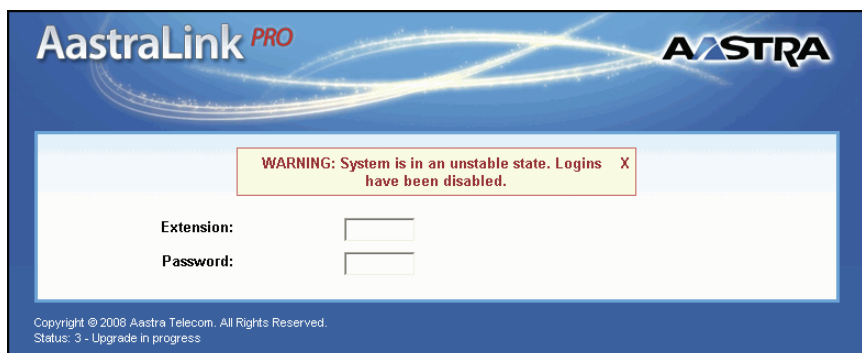 AastraLink PRO
AASTRA
WARNING: System is in an unstable state. Logins X
have been disabled.
Extension:
Password:
Copyright © 2008 Aastra Telecom. All Rights Reserved.
Status: 3 - Upgrade in progress